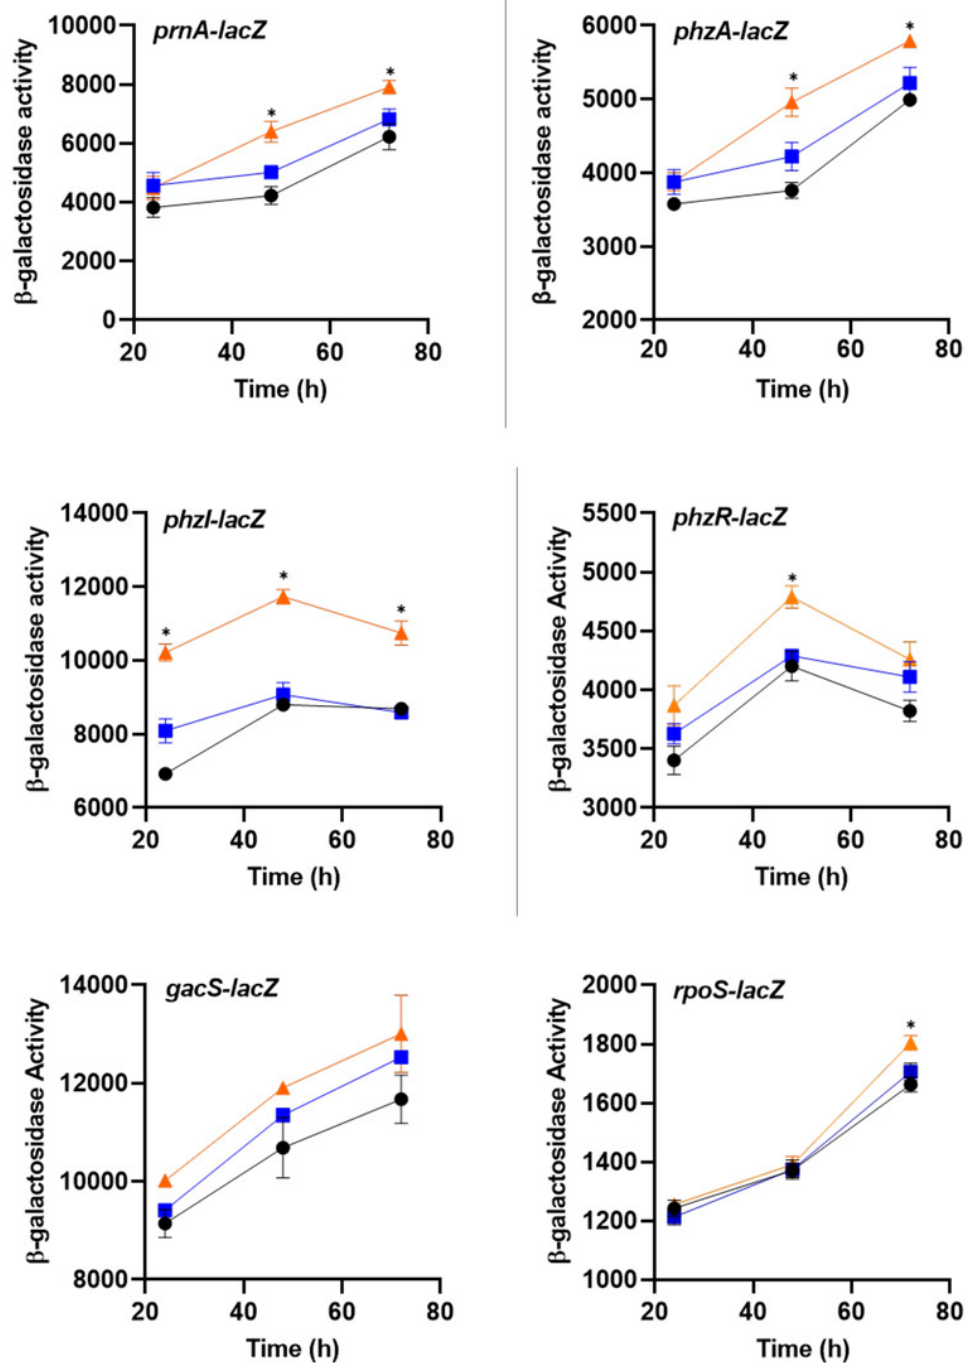 prnA-lacZ
β-galactosidase activity
10000
8000
6000
4000
2000
0
*
*
20 40 60 80
Time (h)
phzA-lacZ
β-galactosidase activity
6000
5000
4000
3000
2000
*
*
20 40 60 80
Time (h)
phzI-lacZ
β-galactosidase activity
14000
12000
10000
8000
6000
*
*
*
20 40 60 80
Time (h)
phzR-lacZ
β-galactosidase Activity
5500
5000
4500
4000
3500
3000
*
20 40 60 80
Time (h)
gacS-lacZ
β-galactosidase Activity
14000
12000
10000
8000
20 40 60 80
Time (h)
rpoS-lacZ
β-galactosidase Activity
2000
1800
1600
1400
1200
1000
*
20 40 60 80
Time (h)